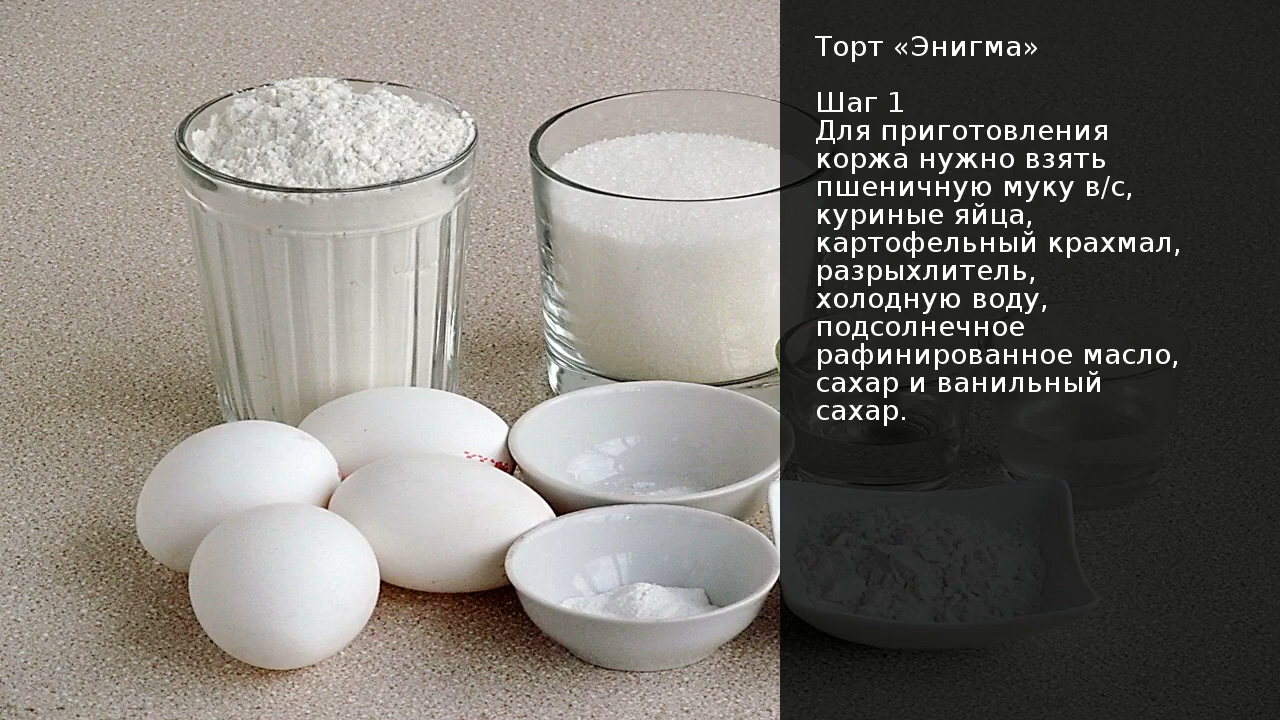 Торт «Энигма»
Шаг 1
Для приготовления
коржа нужно взять
пшеничную муку в/с,
куриные яйца,
картофельный крахмал,
разрыхлитель,
холодную воду,
подсолнечное
рафинированное масло,
сахар и ванильный
сахар.